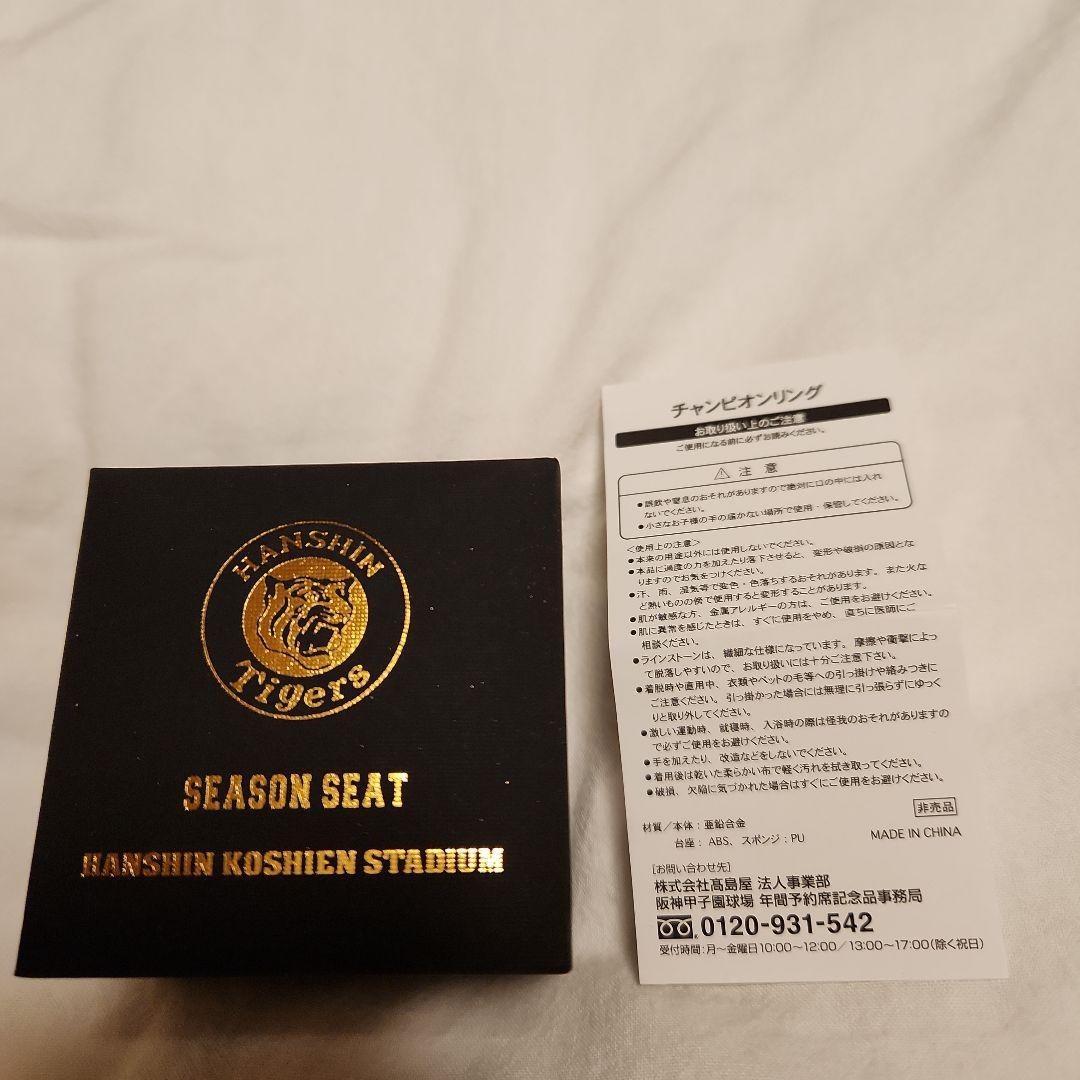 HANSHIN
Tigers
SEASON SEAT
HANSHIN KOSHIEN STADIUM
チャンピオンリング
お取り扱い上のご注意
ご使用になる前に必ずお読みください。
⚠ 注 意
●誤飲や窒息のおそれがありますので絶対に口の中には入れ
ないでください。
●小さなお子様の手の届かない場所で使用・保管してください。
<使用上の注意>
●本来の用途以外には使用しないでください。
●本品に過度の力を加えたり落下させると、変形や破損の原因とな
りますのでお気をつけください。
●汗、雨、湿気等で変色・色落ちするおそれがあります。また火な
ど熱いものの傍で使用すると変形することがあります。
●肌が敏感な方、金属アレルギーの方は、ご使用をお避けください。
●肌に異常を感じたときは、すぐに使用をやめ、直ちに医師にご
相談ください。
●ラインストーンは、繊細な仕様になっています。摩擦や衝撃によっ
て脱落しやすいので、お取り扱いには十分ご注意下さい。
●着脱時や直用中、衣類やペットの毛等への引っ掛けや絡みつきに
ご注意ください。引っ掛かった場合には無理に引っ張らずにゆっく
りと取り外してください。
●激しい運動時、就寝時、入浴時の際は怪我のおそれがありますの
で必ずご使用をお避けください。
●手を加えたり、改造などをしないでください。
●着用後は乾いた柔らかい布で軽く汚れを拭き取ってください。
●破損、欠陥に気づかれた場合はすぐにご使用をお避けください。
非売品
材質/本体:亜鉛合金
台座:ABS、スポンジ:PU
MADE IN CHINA
[お問い合わせ先]
株式会社髙島屋 法人事業部
阪神甲子園球場 年間予約席記念品事務局
0120-931-542
受付時間:月～金曜日10:00～12:00/13:00～17:00(除く祝日)